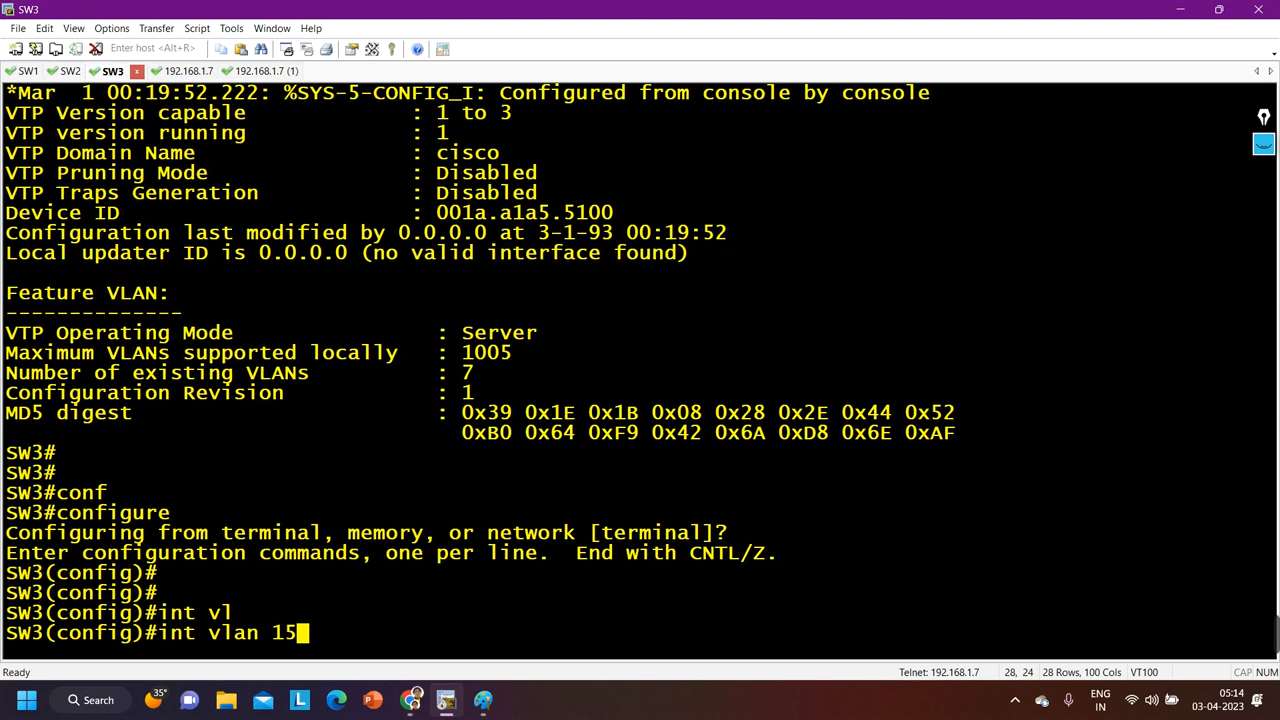 SW3
File Edit View Options Transfer Script Tools Window Help
Enter host <Alt+R>
SW1 SW2 SW3 x 192.168.1.7 192.168.1.7 (1)
*Mar  1 00:19:52.222: %SYS-5-CONFIG_I: Configured from console by console
VTP Version capable : 1 to 3
VTP version running : 1
VTP Domain Name : cisco
VTP Pruning Mode : Disabled
VTP Traps Generation : Disabled
Device ID : 001a.a1a5.5100
Configuration last modified by 0.0.0.0 at 3-1-93 00:19:52
Local updater ID is 0.0.0.0 (no valid interface found)
Feature VLAN:
--------------
VTP Operating Mode : Server
Maximum VLANs supported locally : 1005
Number of existing VLANs : 7
Configuration Revision : 1
MD5 digest : 0x39 0x1E 0x1B 0x08 0x28 0x2E 0x44 0x52
0xB0 0x64 0xF9 0x42 0x6A 0xD8 0x6E 0xAF
SW3#
SW3#
SW3#conf
SW3#configure
Configuring from terminal, memory, or network [terminal]?
Enter configuration commands, one per line.  End with CNTL/Z.
SW3(config)#
SW3(config)#
SW3(config)#int vl
SW3(config)#int vlan 15
Ready Telnet: 192.168.1.7 28, 24 28 Rows, 100 Cols VT100 CAP NUM
Search 35° L ENG 05:14
IN 03-04-2023